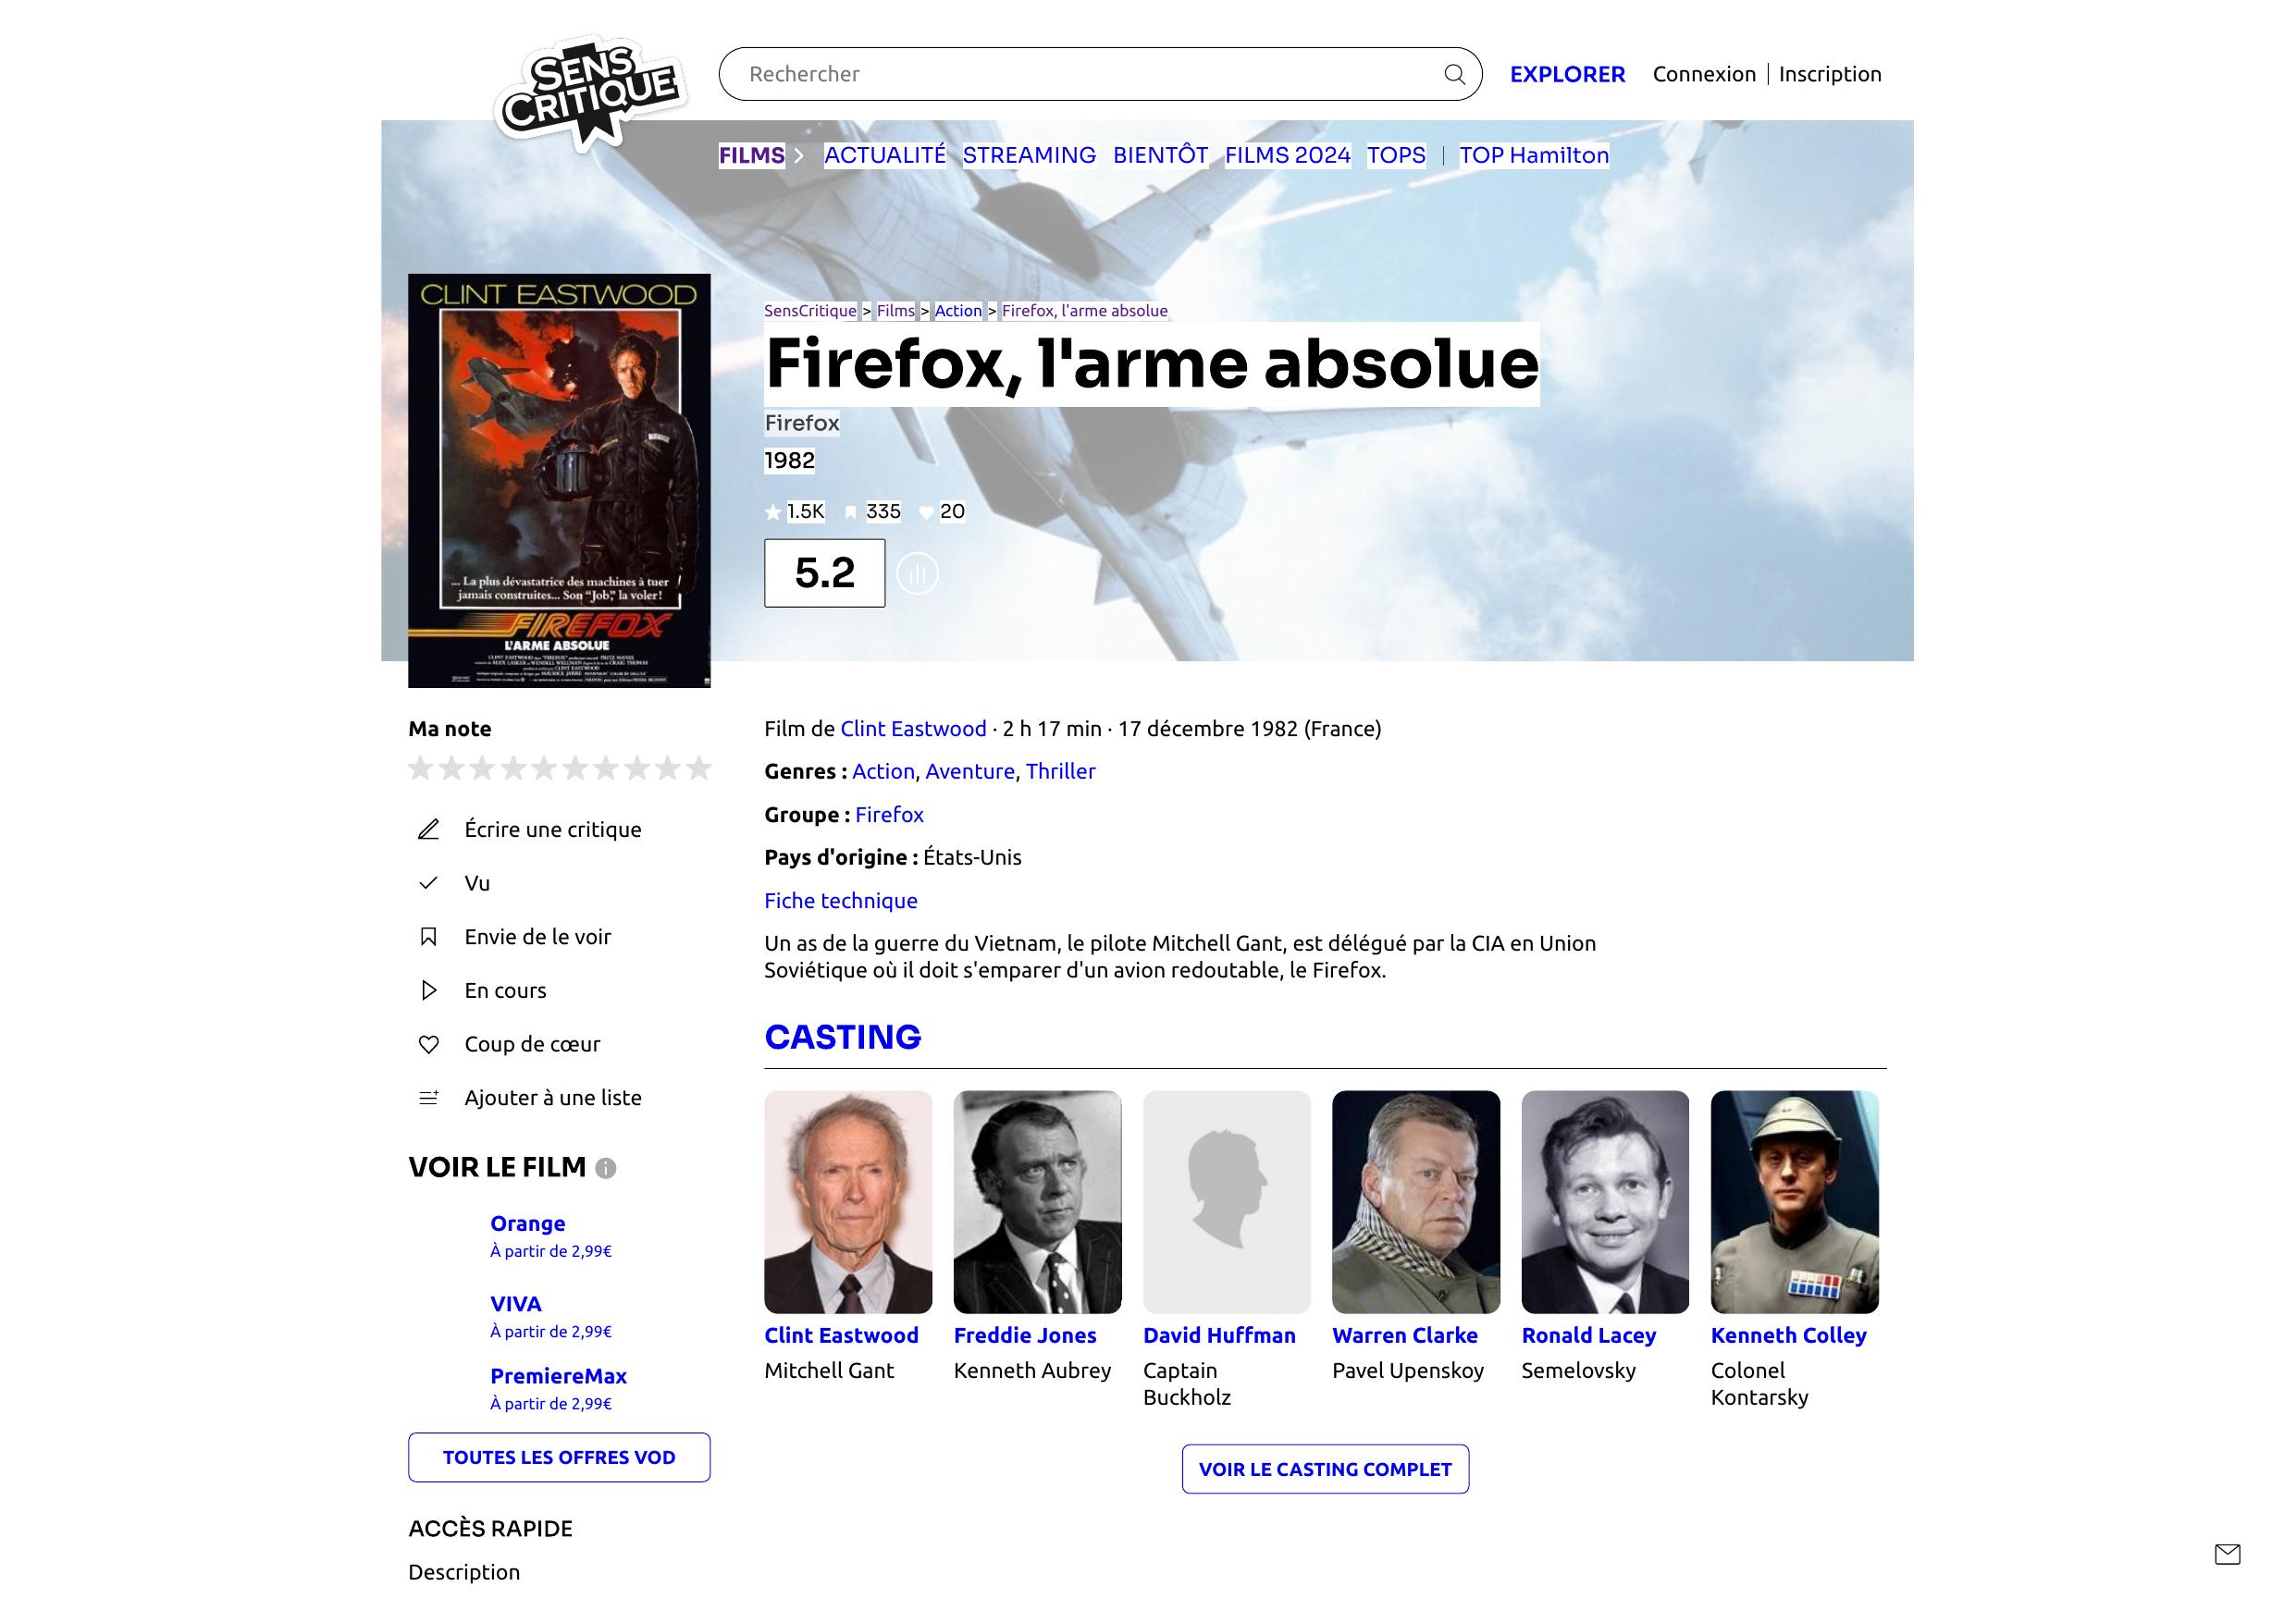 SENS
CRITIQUE
Rechercher
EXPLORER
Connexion
Inscription
FILMS
ACTUALITÉ
STREAMING
BIENTÔT
FILMS 2024
TOPS
TOP Hamilton
CLINT EASTWOOD
... La plus dévastatrice des machines à tuer
jamais construites... Son "Job", la voler!
FIREFOX
L'ARME ABSOLUE
SensCritique > Films > Action > Firefox, l'arme absolue
Firefox, l'arme absolue
Firefox
1982
1.5K
335
20
5.2
Ma note
Écrire une critique
Vu
Envie de le voir
En cours
Coup de cœur
Ajouter à une liste
VOIR LE FILM
Orange
À partir de 2,99€
VIVA
À partir de 2,99€
PremiereMax
À partir de 2,99€
TOUTES LES OFFRES VOD
ACCÈS RAPIDE
Description
Film de Clint Eastwood · 2 h 17 min · 17 décembre 1982 (France)
Genres : Action, Aventure, Thriller
Groupe : Firefox
Pays d'origine : États-Unis
Fiche technique
Un as de la guerre du Vietnam, le pilote Mitchell Gant, est délégué par la CIA en Union
Soviétique où il doit s'emparer d'un avion redoutable, le Firefox.
CASTING
Clint Eastwood
Mitchell Gant
Freddie Jones
Kenneth Aubrey
David Huffman
Captain
Buckholz
Warren Clarke
Pavel Upenskoy
Ronald Lacey
Semelovsky
Kenneth Colley
Colonel
Kontarsky
VOIR LE CASTING COMPLET